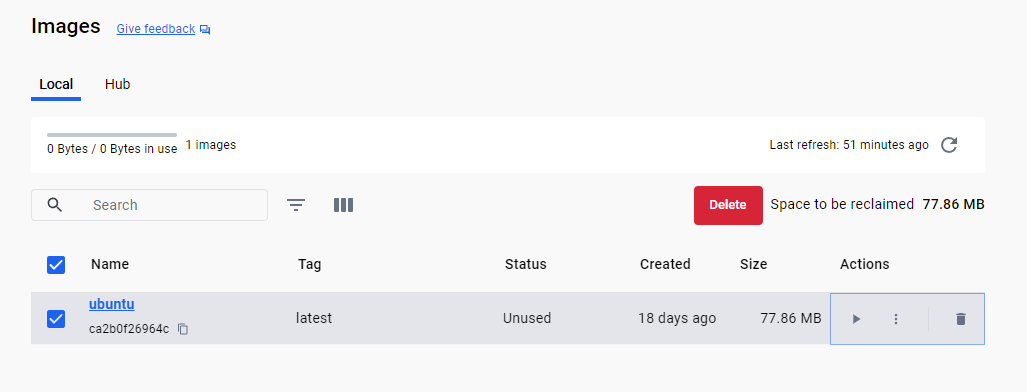 Images Give feedback
Local Hub
0 Bytes / 0 Bytes in use 1 images Last refresh: 51 minutes ago
Search Delete Space to be reclaimed 77.86 MB
Name Tag Status Created Size Actions
ubuntu
latest Unused 18 days ago 77.86 MB
ca2b0f26964c